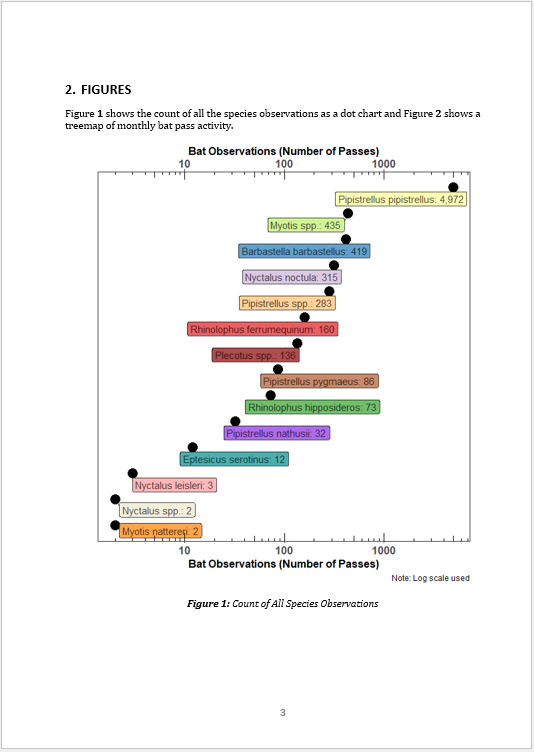 2. FIGURES
Figure 1 shows the count of all the species observations as a dot chart and Figure 2 shows a
treemap of monthly bat pass activity.
Bat Observations (Number of Passes)
10 100 1000
Pipistrellus pipistrellus: 4,972
Myotis spp.: 435
Barbastella barbastellus: 419
Nyctalus noctula: 315
Pipistrellus spp.: 283
Rhinolophus ferrumequinum: 160
Plecotus spp.: 136
Pipistrellus pygmaeus: 86
Rhinolophus hipposideros: 73
Pipistrellus nathusii: 32
Eptesicus serotinus: 12
Nyctalus leisleri: 3
Nyctalus spp.: 2
Myotis nattereri: 2
10 100 1000
Bat Observations (Number of Passes)
Note: Log scale used
Figure 1: Count of All Species Observations
3